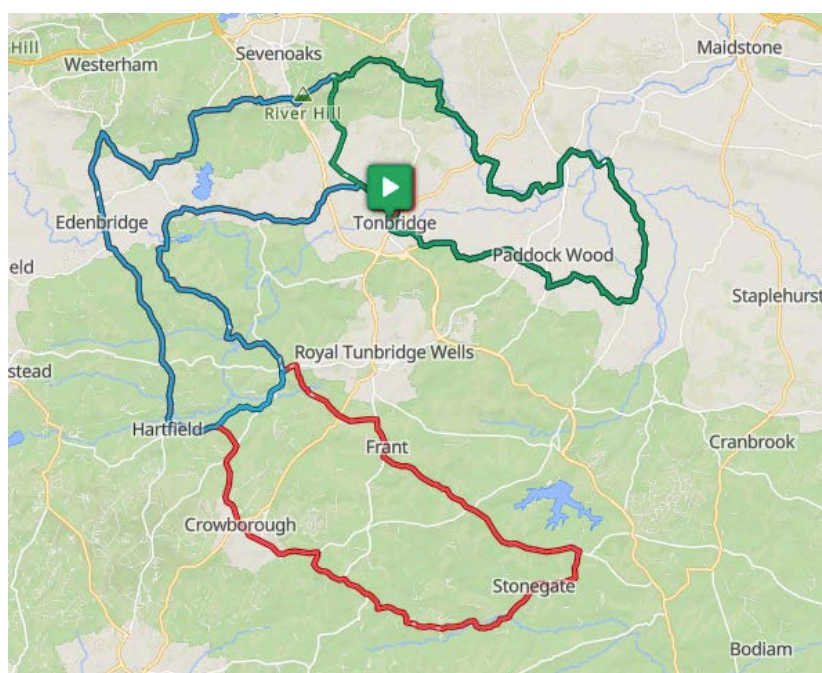 Hill
Westerham
Sevenoaks
Maidstone
River Hill
Edenbridge
Tonbridge
Paddock Wood
eld
Staplehurst
Royal Tunbridge Wells
stead
Hartfield
Frant
Cranbrook
Crowborough
Stonegate
Bodiam